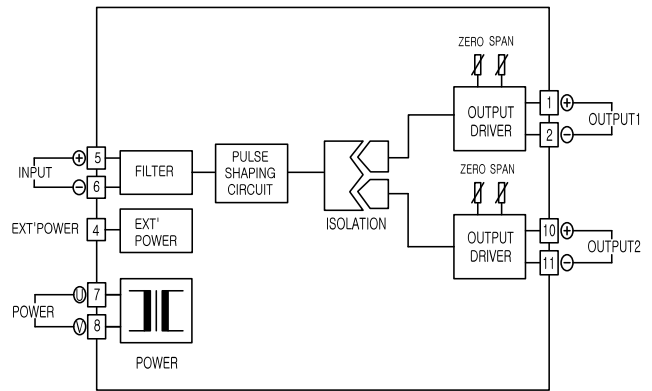 ZERO SPAN
OUTPUT
DRIVER
1
+
2
−
OUTPUT1
INPUT
+
5
−
6
FILTER
PULSE
SHAPING
CIRCUIT
ISOLATION
ZERO SPAN
OUTPUT
DRIVER
10
+
11
−
OUTPUT2
EXT'POWER
4
EXT'
POWER
POWER
U
7
V
8
POWER